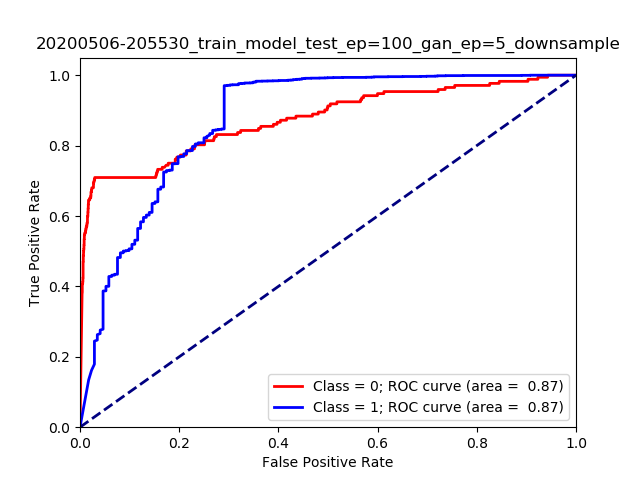 20200506-205530_train_model_test_ep=100_gan_ep=5_downsample
1.0
0.8
0.6
0.4
0.2
0.0
True Positive Rate
0.0 0.2 0.4 0.6 0.8 1.0
False Positive Rate
Class = 0; ROC curve (area =  0.87)
Class = 1; ROC curve (area =  0.87)